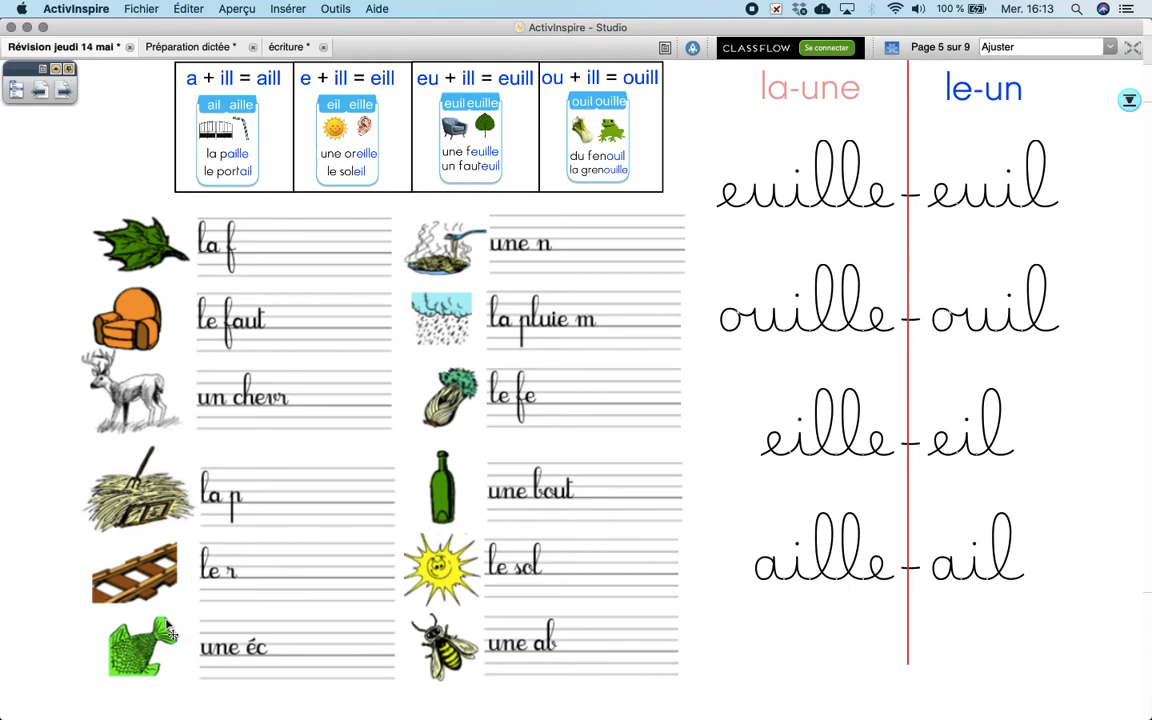 ActivInspire Fichier Éditer Aperçu Insérer Outils Aide 100 % Mer. 16:13
ActivInspire - Studio
Révision jeudi 14 mai * Préparation dictée * écriture * CLASSFLOW Se connecter Page 5 sur 9 Ajuster
a + ill = aill e + ill = eill eu + ill = euill ou + ill = ouill
ail aille eil eille euil euille ouil ouille
la paille une oreille une feuille du fenouil
le portail le soleil un fauteuil la grenouille
la-une le-un
euille - euil
ouille - ouil
eille - eil
aille - ail
la f
le faut
un chevr
la p
le r
une éc
une n
la pluie m
le fe
une bout
le sol
une ab